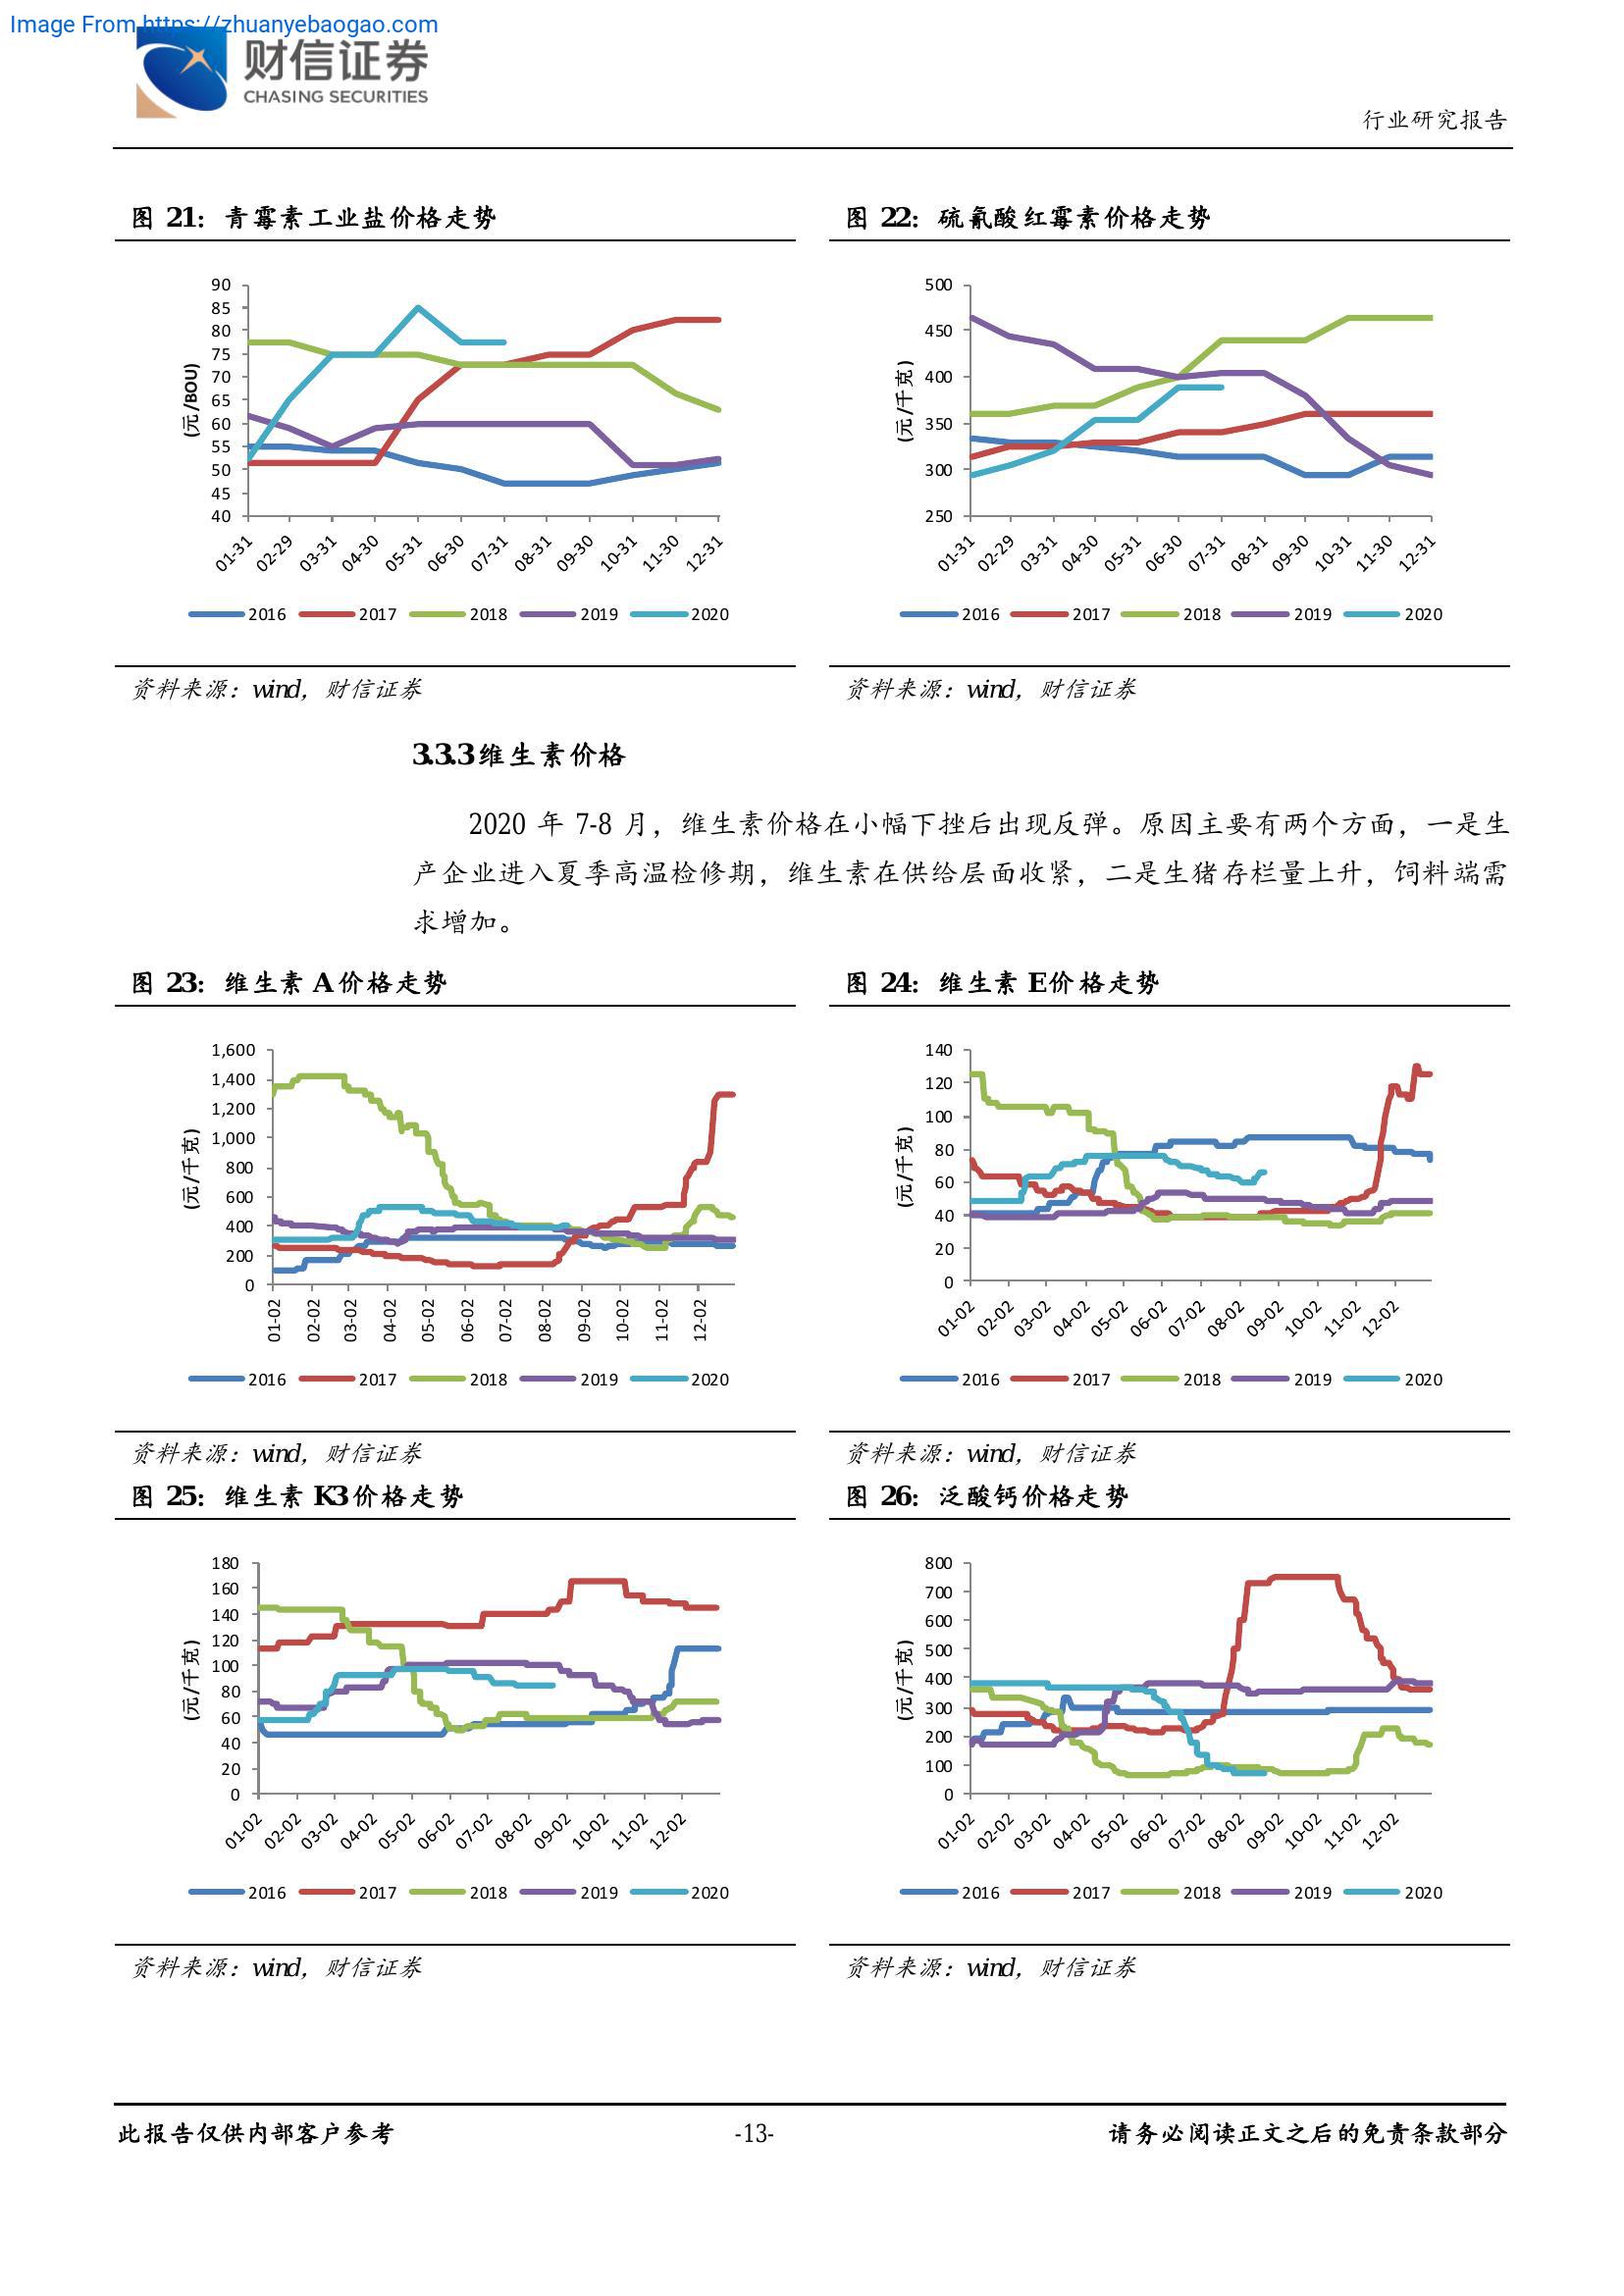 Image From https://zhuanyebaogao.com
财信证券
CHASING SECURITIES
行业研究报告
图 21：青霉素工业盐价格走势
图 22：硫氰酸红霉素价格走势
90
85
80
75
70
65
60
55
50
45
40
(元/BOU)
01-31 02-29 03-31 04-30 05-31 06-30 07-31 08-31 09-30 10-31 11-30 12-31
2016 2017 2018 2019 2020
500
450
400
350
300
250
(元/千克)
01-31 02-29 03-31 04-30 05-31 06-30 07-31 08-31 09-30 10-31 11-30 12-31
2016 2017 2018 2019 2020
资料来源：wind，财信证券
资料来源：wind，财信证券
3.3.3 维生素价格
2020 年 7-8 月，维生素价格在小幅下挫后出现反弹。原因主要有两个方面，一是生
产企业进入夏季高温检修期，维生素在供给层面收紧，二是生猪存栏量上升，饲料端需
求增加。
图 23：维生素 A 价格走势
图 24：维生素 E 价格走势
1,600
1,400
1,200
1,000
800
600
400
200
0
(元/千克)
01-02 02-02 03-02 04-02 05-02 06-02 07-02 08-02 09-02 10-02 11-02 12-02
2016 2017 2018 2019 2020
140
120
100
80
60
40
20
0
(元/千克)
01-02 02-02 03-02 04-02 05-02 06-02 07-02 08-02 09-02 10-02 11-02 12-02
2016 2017 2018 2019 2020
资料来源：wind，财信证券
资料来源：wind，财信证券
图 25：维生素 K3 价格走势
图 26：泛酸钙价格走势
180
160
140
120
100
80
60
40
20
0
(元/千克)
01-02 02-02 03-02 04-02 05-02 06-02 07-02 08-02 09-02 10-02 11-02 12-02
2016 2017 2018 2019 2020
800
700
600
500
400
300
200
100
0
(元/千克)
01-02 02-02 03-02 04-02 05-02 06-02 07-02 08-02 09-02 10-02 11-02 12-02
2016 2017 2018 2019 2020
资料来源：wind，财信证券
资料来源：wind，财信证券
此报告仅供内部客户参考
-13-
请务必阅读正文之后的免责条款部分